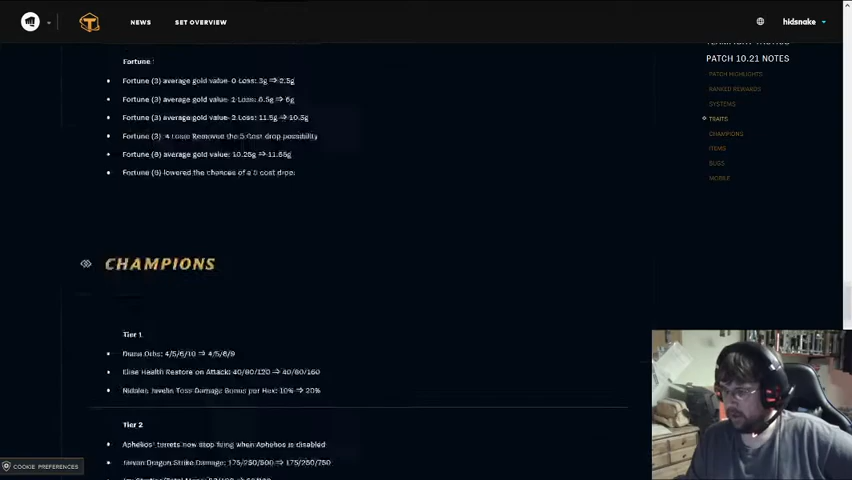 NEWS
SET OVERVIEW
hidsnake
PATCH 10.21 NOTES
PATCH HIGHLIGHTS
RANKED REWARDS
SYSTEMS
TRAITS
CHAMPIONS
ITEMS
BUGS
MOBILE
Fortune
Fortune (3) average gold value- 0 Loss: 3g ⇒ 2.5g
Fortune (3) average gold value- 1 Loss: 6.5g ⇒ 6g
Fortune (3) average gold value- 2 Loss: 11.5g ⇒ 10.5g
Fortune (3) Removed the 5 Cost drop possibility
Fortune (6) average gold value: 10.25g ⇒ 11.55g
Fortune (6) lowered the chances of a 5 cost drop.
CHAMPIONS
Tier 1
Diana Orbs: 4/5/6/10 ⇒ 4/5/6/9
Elise Health Restore on Attack: 40/60/120 ⇒ 40/60/160
Nidalee Javelin Toss Damage Bonus per Hex: 10% ⇒ 20%
Tier 2
Aphelios' turrets now stop firing when Aphelios is disabled
Jarvan Dragon Strike Damage: 175/250/500 ⇒ 175/250/750
COOKIE PREFERENCES